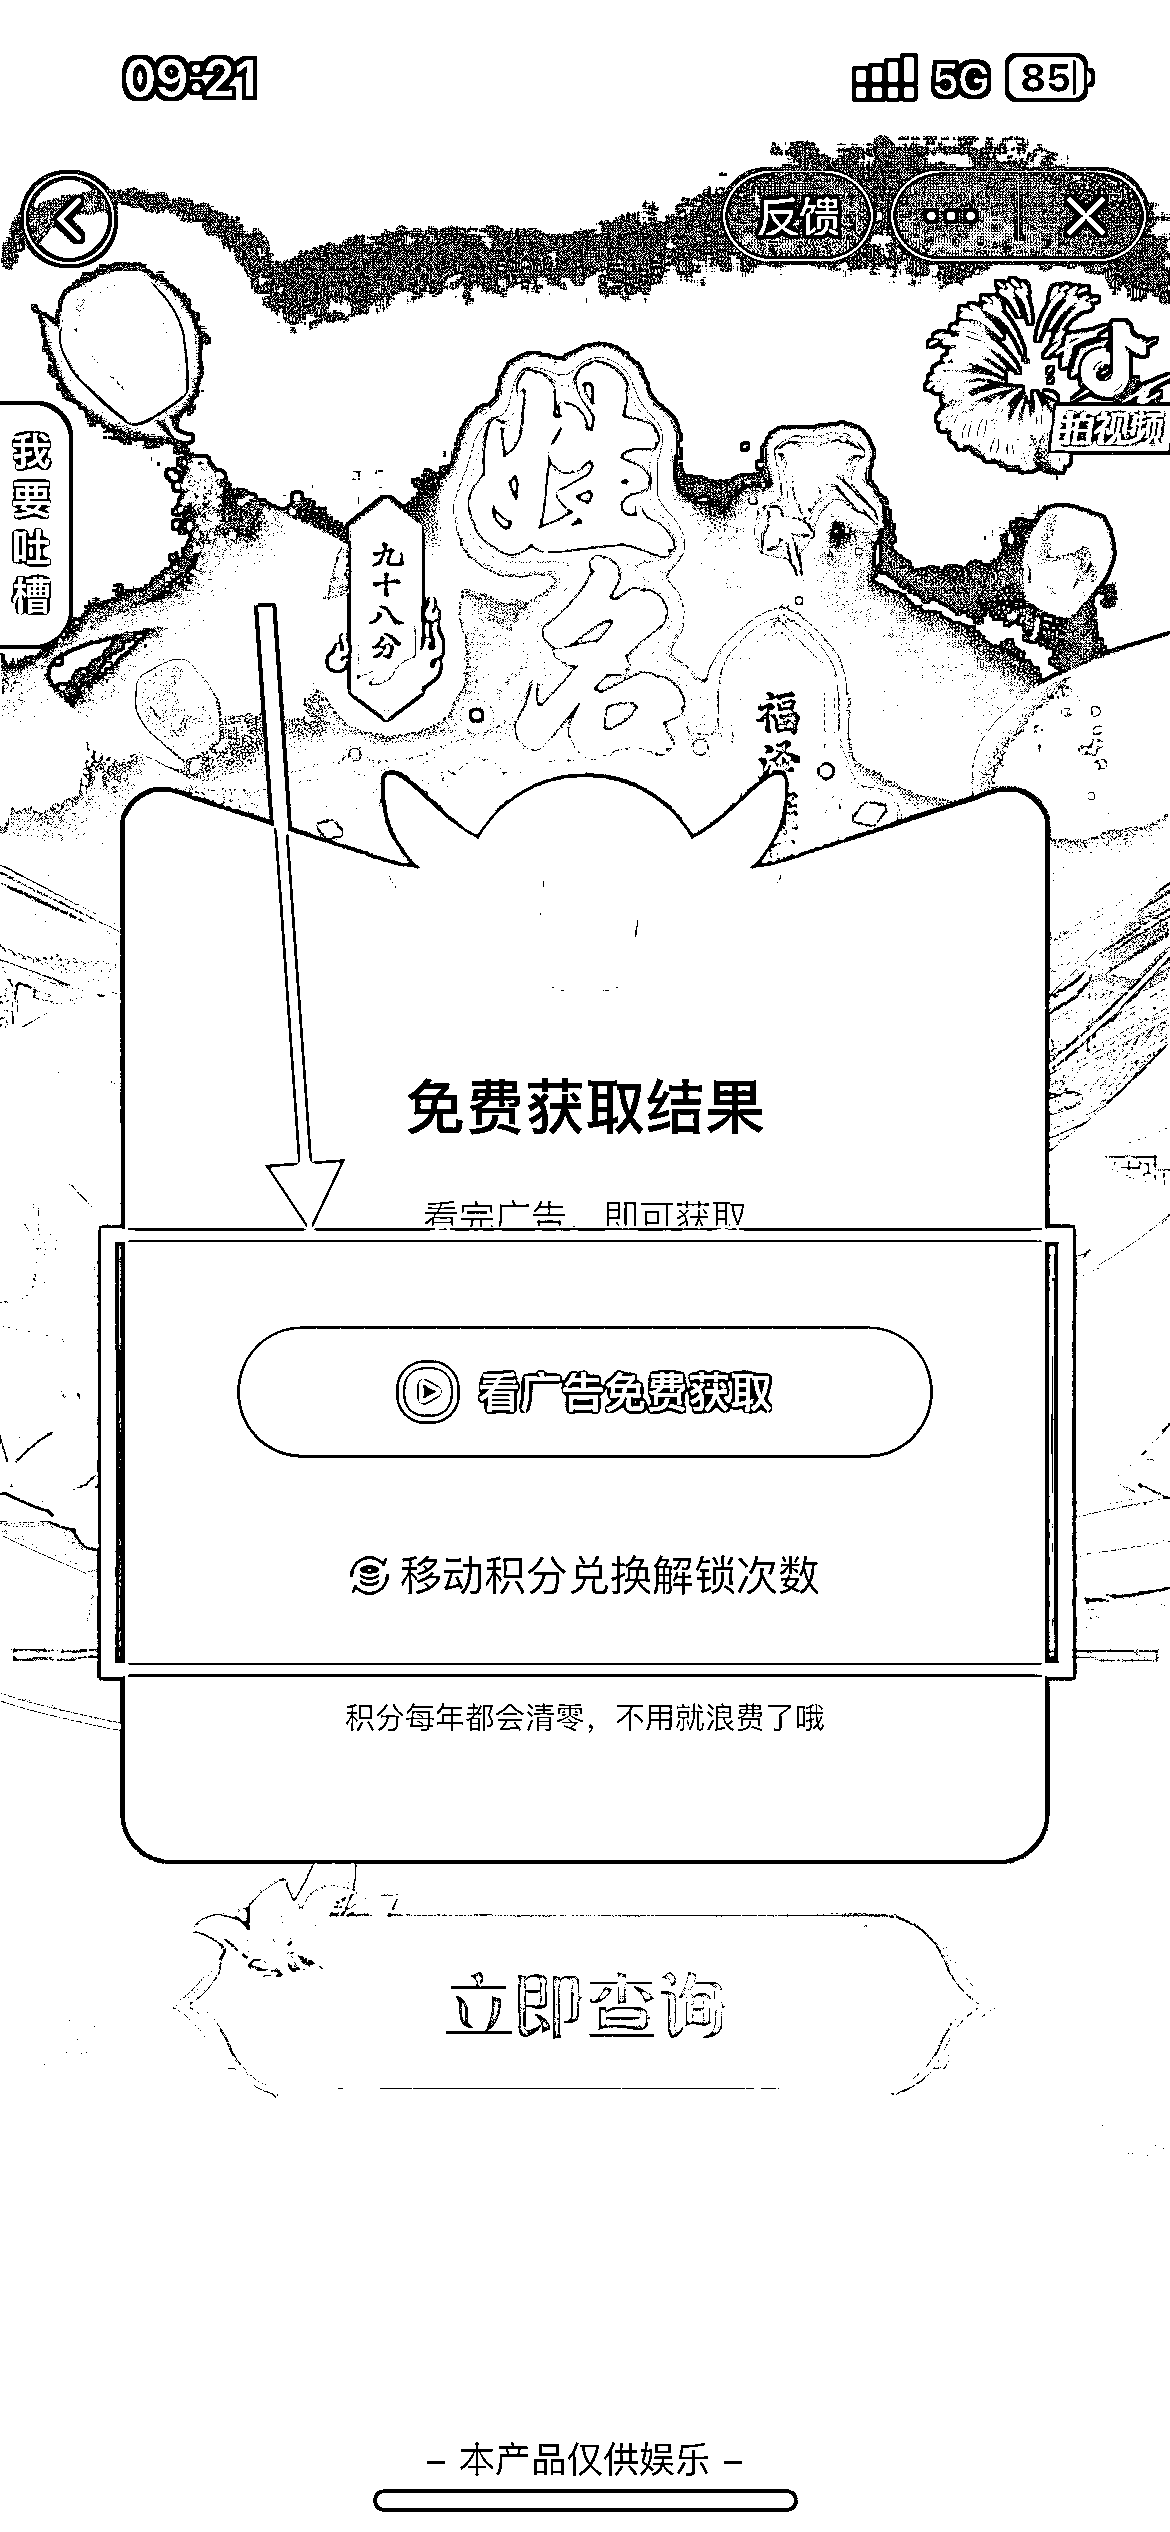 09:21
5G
85
反馈
拍视频
我要吐槽
姓名
九十八分
福泽
免费获取结果
看完广告，即可获取
看广告免费获取
移动积分兑换解锁次数
积分每年都会清零，不用就浪费了哦
立即查询
- 本产品仅供娱乐 -